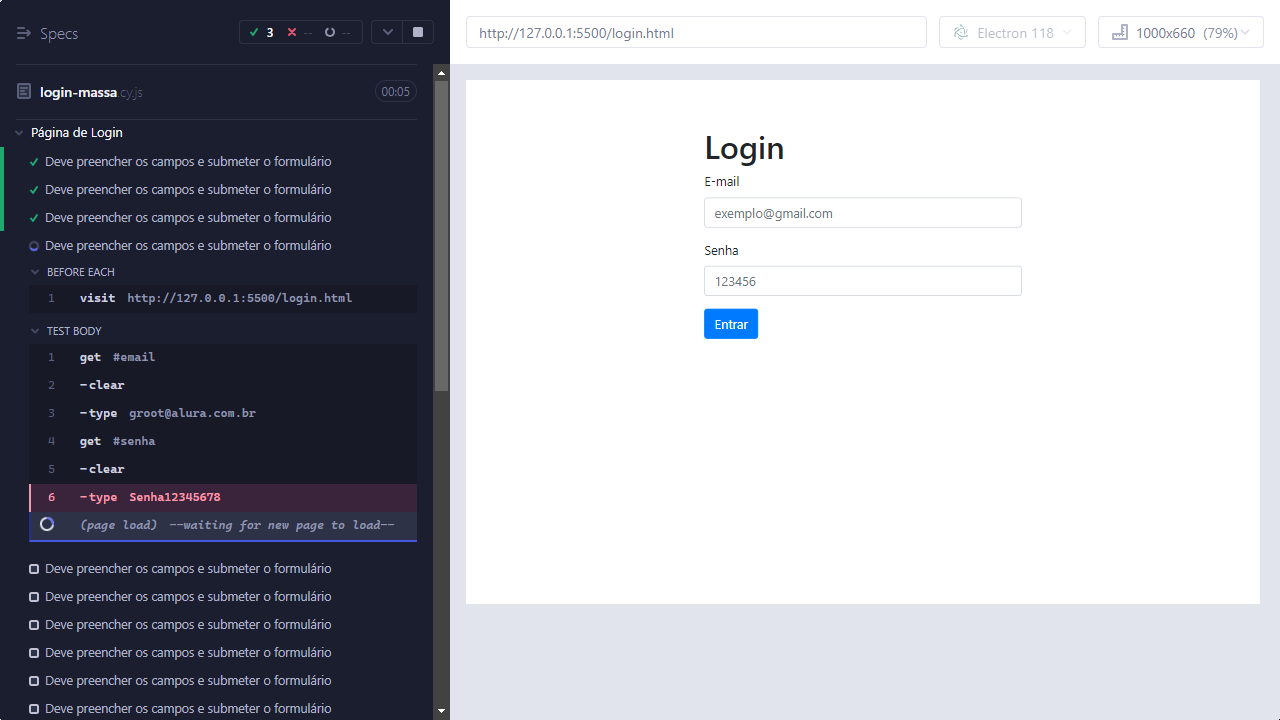 Specs
3 -- --
http://127.0.0.1:5500/login.html
Electron 118
1000x660 (79%)
login-massa.cy.js
00:05
Página de Login
Deve preencher os campos e submeter o formulário
Deve preencher os campos e submeter o formulário
Deve preencher os campos e submeter o formulário
Deve preencher os campos e submeter o formulário
BEFORE EACH
1 visit http://127.0.0.1:5500/login.html
TEST BODY
1 get #email
2 -clear
3 -type groot@alura.com.br
4 get #senha
5 -clear
6 -type Senha12345678
(page load) --waiting for new page to load--
Deve preencher os campos e submeter o formulário
Deve preencher os campos e submeter o formulário
Deve preencher os campos e submeter o formulário
Deve preencher os campos e submeter o formulário
Deve preencher os campos e submeter o formulário
Deve preencher os campos e submeter o formulário
Login
E-mail
exemplo@gmail.com
Senha
123456
Entrar